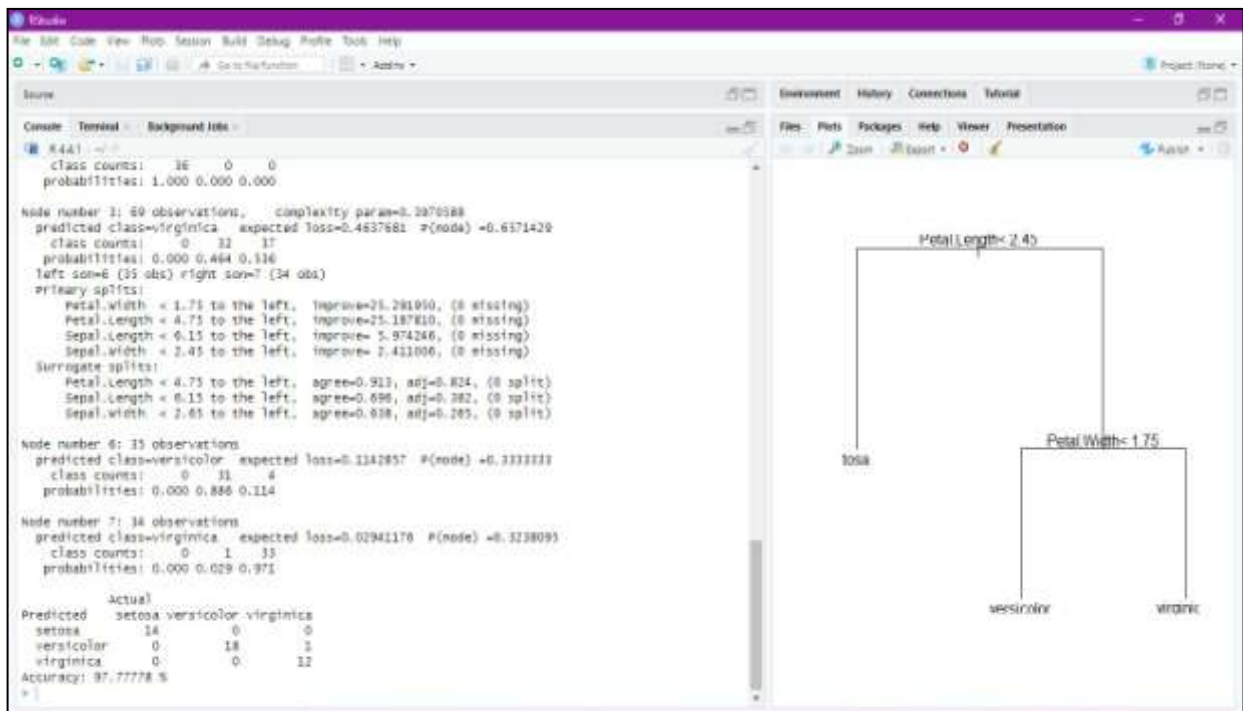 RStudio
File Edit Code View Plots Session Build Debug Profile Tools Help
Go to file/function Addins
Project: (None)
Source
Console Terminal Background Jobs
R 4.4.1 ~/
class counts: 36 0 0
probabilities: 1.000 0.000 0.000
Node number 3: 69 observations, complexity param=0.3970588
predicted class=virginica expected loss=0.4637681 P(node) =0.6571429
class counts: 0 32 37
probabilities: 0.000 0.464 0.536
left son=6 (35 obs) right son=7 (34 obs)
Primary splits:
Petal.Width < 1.75 to the left, improve=25.291950, (0 missing)
Petal.Length < 4.75 to the left, improve=25.187810, (0 missing)
Sepal.Length < 6.15 to the left, improve= 5.974246, (0 missing)
Sepal.Width < 2.45 to the left, improve= 2.411006, (0 missing)
Surrogate splits:
Petal.Length < 4.75 to the left, agree=0.913, adj=0.824, (0 split)
Sepal.Length < 6.15 to the left, agree=0.696, adj=0.382, (0 split)
Sepal.Width < 2.65 to the left, agree=0.638, adj=0.265, (0 split)
Node number 6: 35 observations
predicted class=versicolor expected loss=0.1142857 P(node) =0.3333333
class counts: 0 31 4
probabilities: 0.000 0.886 0.114
Node number 7: 34 observations
predicted class=virginica expected loss=0.02941176 P(node) =0.3238095
class counts: 0 1 33
probabilities: 0.000 0.029 0.971
Actual
Predicted setosa versicolor virginica
setosa 14 0 0
versicolor 0 18 1
virginica 0 0 12
Accuracy: 97.77778 %
>
Environment History Connections Tutorial
Files Plots Packages Help Viewer Presentation
Zoom Export Publish
Petal.Length< 2.45
Petal.Width< 1.75
tosa
versicolor
virginic